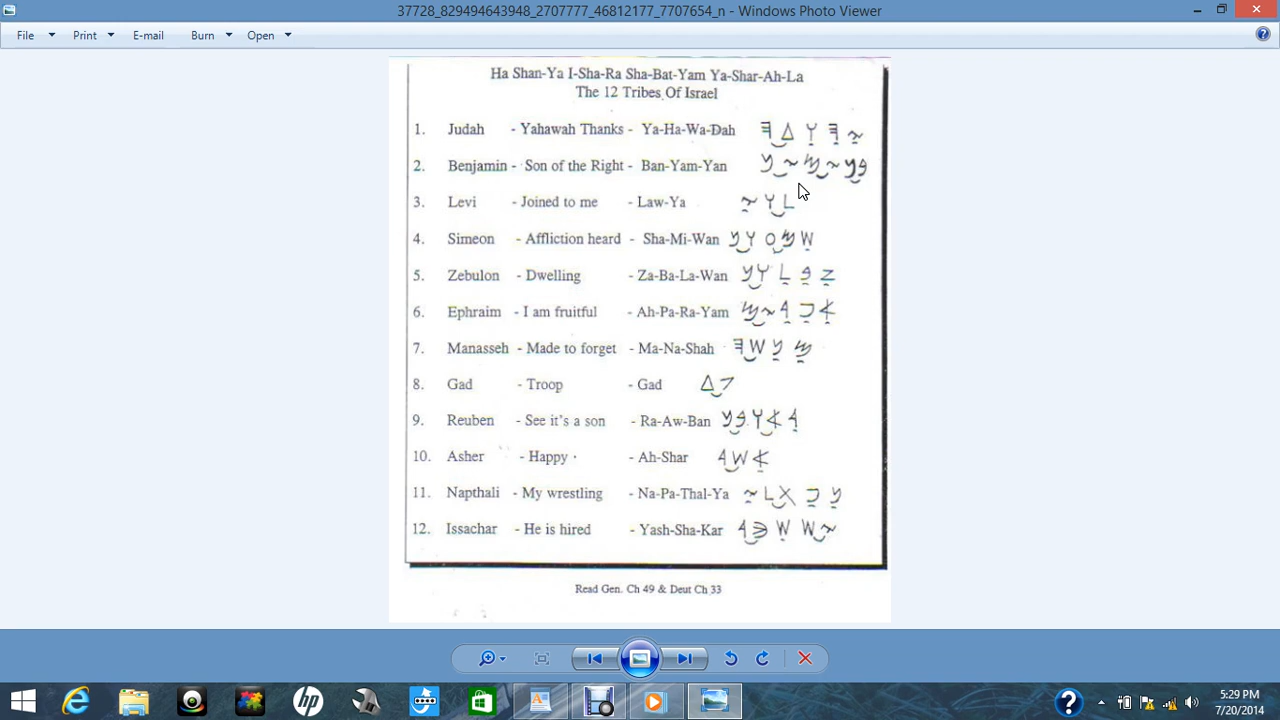 37728_829494643948_2707777_46812177_7707654_n - Windows Photo Viewer
File Print E-mail Burn Open
Ha Shan-Ya I-Sha-Ra Sha-Bat-Yam Ya-Shar-Ah-La
The 12 Tribes Of Israel
1. Judah - Yahawah Thanks - Ya-Ha-Wa-Dah
2. Benjamin - Son of the Right - Ban-Yam-Yan
3. Levi - Joined to me - Law-Ya
4. Simeon - Affliction heard - Sha-Mi-Wan
5. Zebulon - Dwelling - Za-Ba-La-Wan
6. Ephraim - I am fruitful - Ah-Pa-Ra-Yam
7. Manasseh - Made to forget - Ma-Na-Shah
8. Gad - Troop - Gad
9. Reuben - See it's a son - Ra-Aw-Ban
10. Asher - Happy - Ah-Shar
11. Napthali - My wrestling - Na-Pa-Thal-Ya
12. Issachar - He is hired - Yash-Sha-Kar
Read Gen. Ch 49 & Deut Ch 33
5:29 PM
7/20/2014